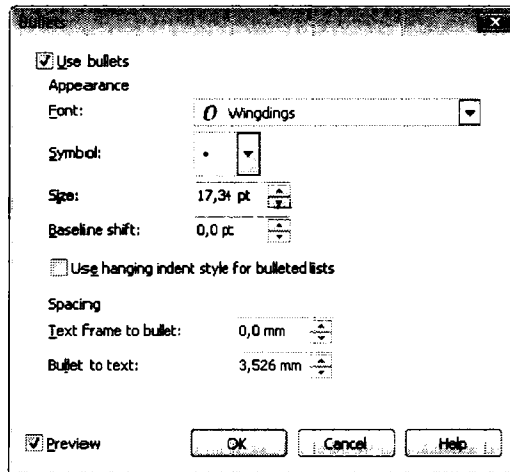 Bullets
Use bullets
Appearance
Font: O Wingdings
Symbol: •
Size: 17,34 pt
Baseline shift: 0,0 pt
Use hanging indent style for bulleted lists
Spacing
Text frame to bullet: 0,0 mm
Bullet to text: 3,526 mm
Preview OK Cancel Help